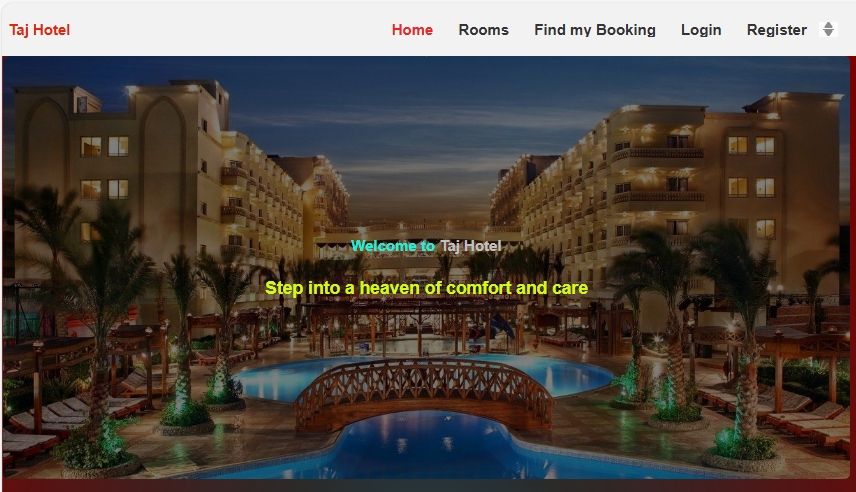 Taj Hotel
Home Rooms Find my Booking Login Register
Welcome to Taj Hotel
Step into a heaven of comfort and care